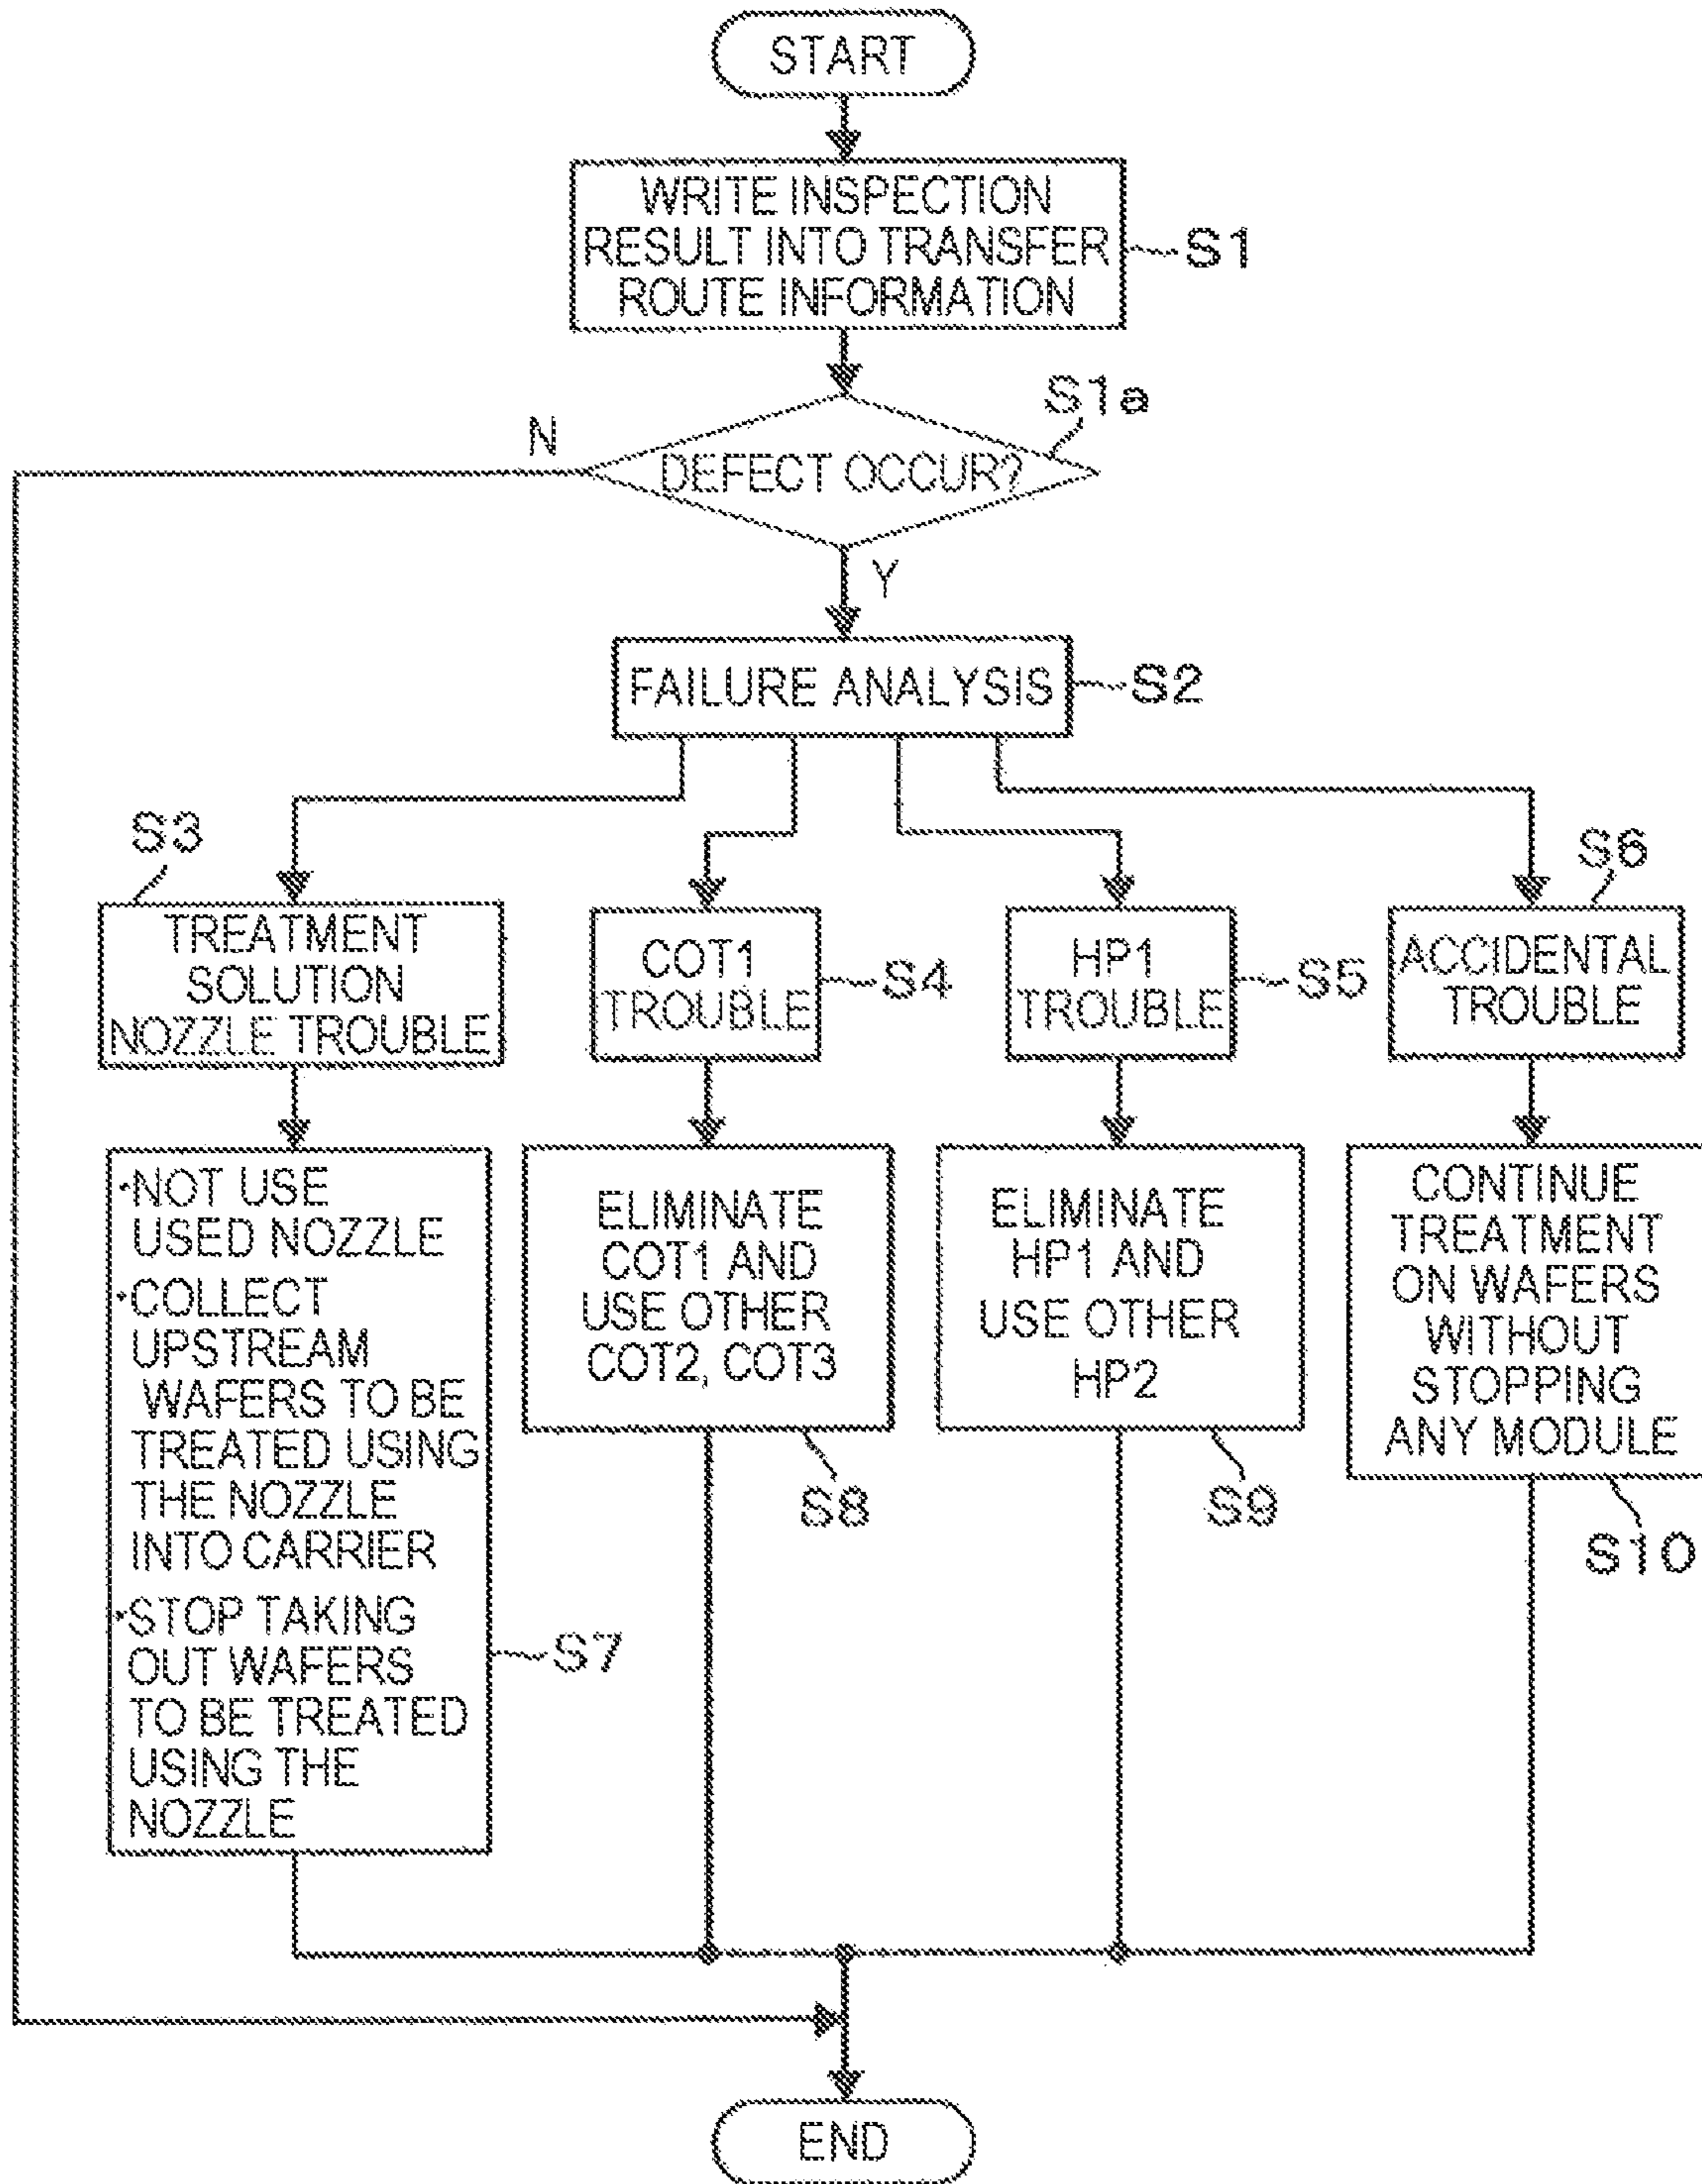 START
WRITE INSPECTION
RESULT INTO TRANSFER
ROUTE INFORMATION
S1
S1a
N
DEFECT OCCUR?
Y
FAILURE ANALYSIS
S2
S3
TREATMENT
SOLUTION
NOZZLE TROUBLE
COT1
TROUBLE
S4
HP1
TROUBLE
S5
S6
ACCIDENTAL
TROUBLE
•NOT USE
USED NOZZLE
•COLLECT
UPSTREAM
WAFERS TO BE
TREATED USING
THE NOZZLE
INTO CARRIER
•STOP TAKING
OUT WAFERS
TO BE TREATED
USING THE
NOZZLE
S7
ELIMINATE
COT1 AND
USE OTHER
COT2, COT3
S8
ELIMINATE
HP1 AND
USE OTHER
HP2
S9
CONTINUE
TREATMENT
ON WAFERS
WITHOUT
STOPPING
ANY MODULE
S10
END